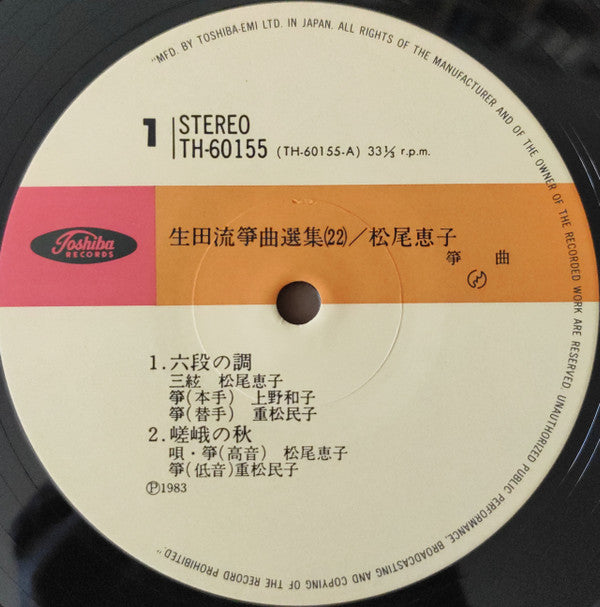 "MFD. BY TOSHIBA-EMI LTD. IN JAPAN. ALL RIGHTS OF THE MANUFACTURER AND OF THE OWNER OF THE RECORDED WORK ARE RESERVED. UNAUTHORIZED PUBLIC PERFORMANCE, BROADCASTING AND COPYING OF THE RECORD PROHIBITED."
1 STEREO
TH-60155 (TH-60155-A) 33⅓ r.p.m.
Toshiba
RECORDS
生田流箏曲選集(22)／松尾恵子
箏曲
1.六段の調
三絃 松尾恵子
箏(本手) 上野和子
箏(替手) 重松民子
2.嵯峨の秋
唄・箏(高音) 松尾恵子
箏(低音)重松民子
Ⓟ1983